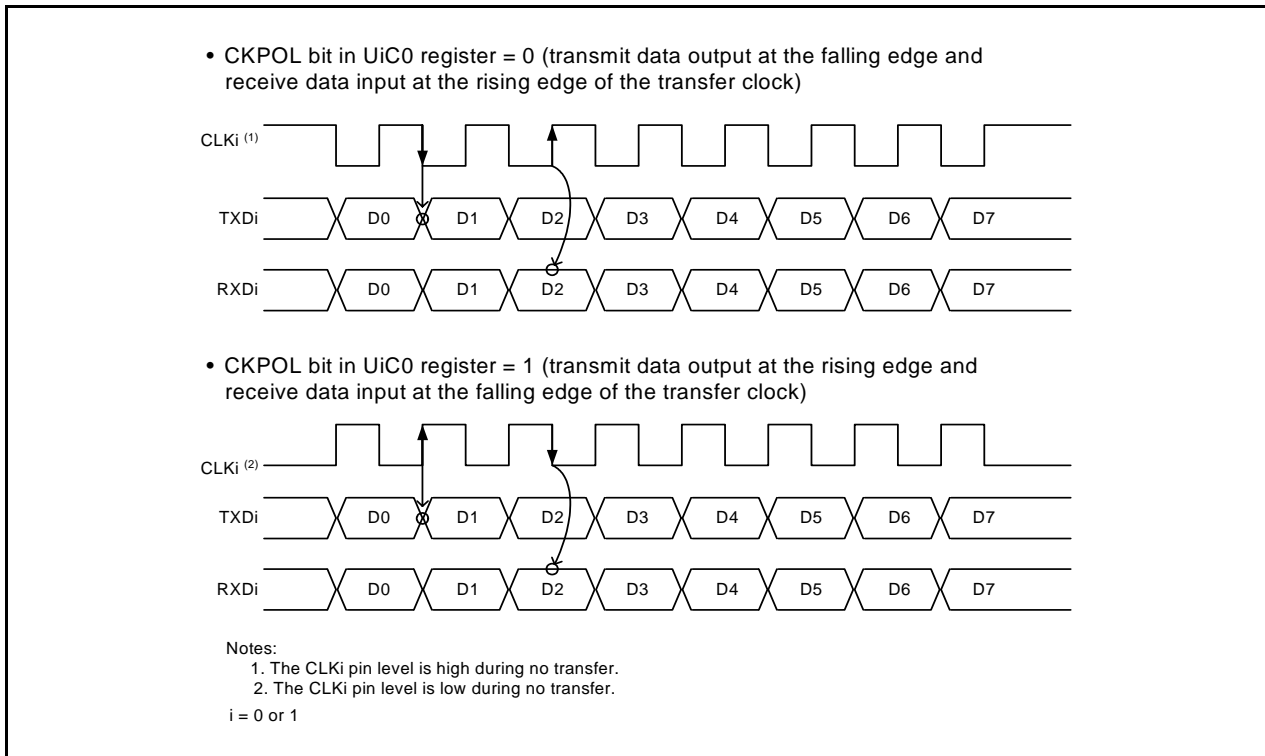 • CKPOL bit in UiC0 register = 0 (transmit data output at the falling edge and
receive data input at the rising edge of the transfer clock)
CLKi (1)
TXDi D0 D1 D2 D3 D4 D5 D6 D7
RXDi D0 D1 D2 D3 D4 D5 D6 D7
• CKPOL bit in UiC0 register = 1 (transmit data output at the rising edge and
receive data input at the falling edge of the transfer clock)
CLKi (2)
TXDi D0 D1 D2 D3 D4 D5 D6 D7
RXDi D0 D1 D2 D3 D4 D5 D6 D7
Notes:
1. The CLKi pin level is high during no transfer.
2. The CLKi pin level is low during no transfer.
i = 0 or 1